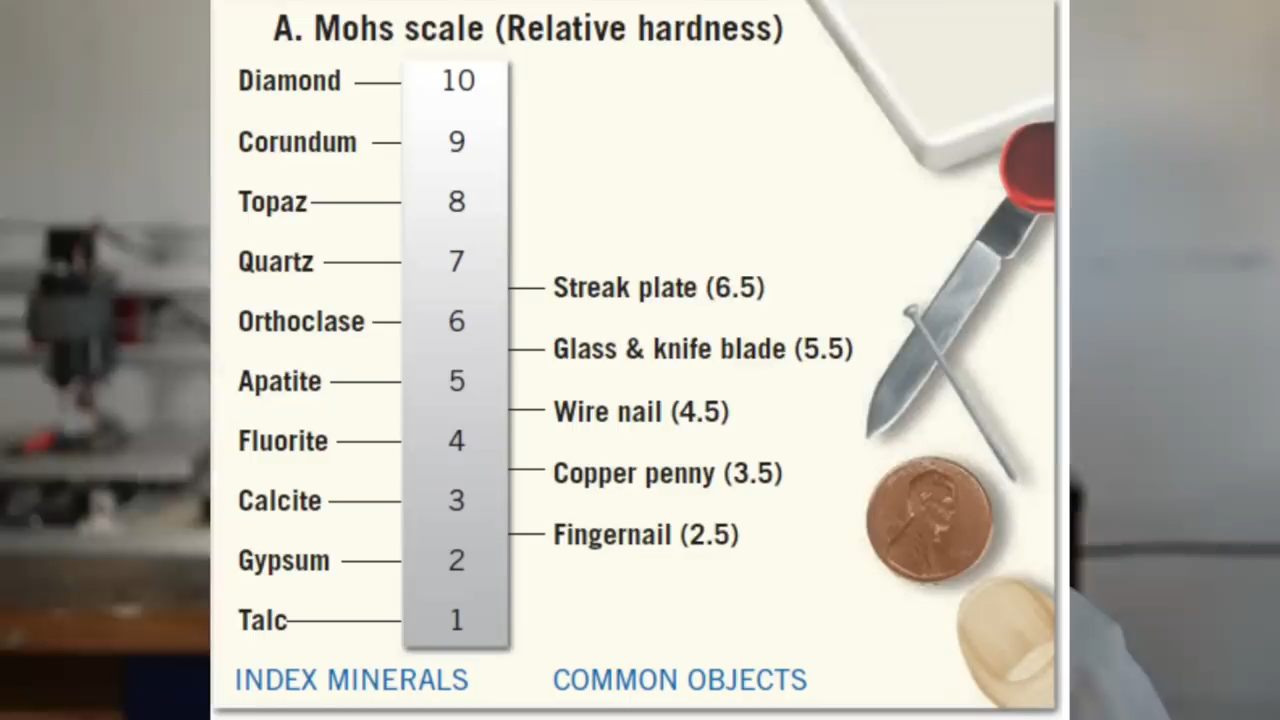 A. Mohs scale (Relative hardness)
Diamond 10
Corundum 9
Topaz 8
Quartz 7
Streak plate (6.5)
Orthoclase 6
Glass & knife blade (5.5)
Apatite 5
Wire nail (4.5)
Fluorite 4
Copper penny (3.5)
Calcite 3
Fingernail (2.5)
Gypsum 2
Talc 1
INDEX MINERALS COMMON OBJECTS